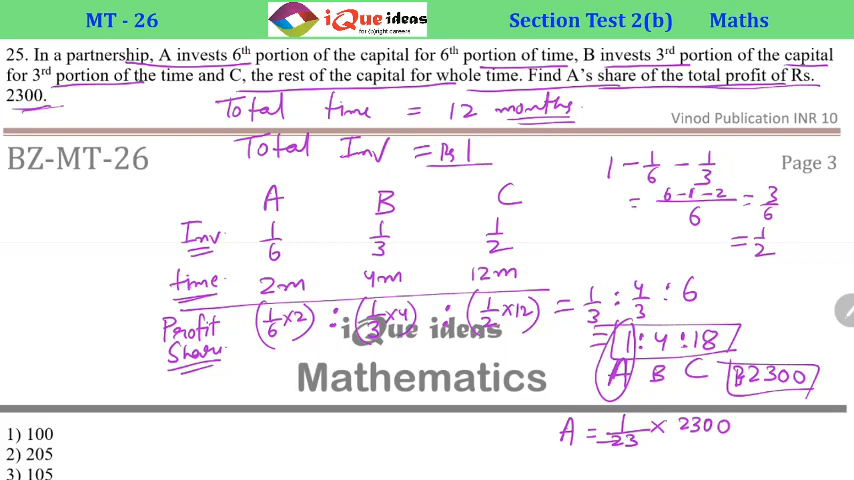 MT - 26 iQue ideas for (o)right careers Section Test 2(b) Maths
25. In a partnership, A invests 6th portion of the capital for 6th portion of time, B invests 3rd portion of the capital
for 3rd portion of the time and C, the rest of the capital for whole time. Find A's share of the total profit of Rs.
2300.
Total time = 12 months.
Vinod Publication INR 10
BZ-MT-26
Total Inv = Rs 1
Page 3
1 - 1/6 - 1/3
= 6-1-2/6 = 3/6
= 1/2
A B C
Inv 1/6 1/3 1/2
time 2m 4m 12m
Profit Share (1/6 × 2) : (1/3 × 4) : (1/2 × 12) = 1/3 : 4/3 : 6
= 1 : 4 : 18
iQue ideas
A B C ₹2300
Mathematics
A = 1/23 × 2300
1) 100
2) 205
3) 105